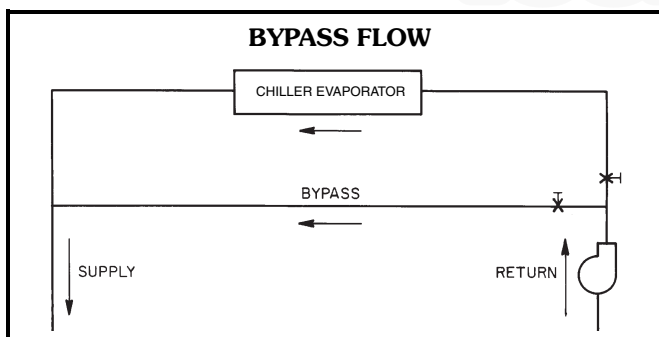 BYPASS FLOW
CHILLER EVAPORATOR
BYPASS
SUPPLY
RETURN